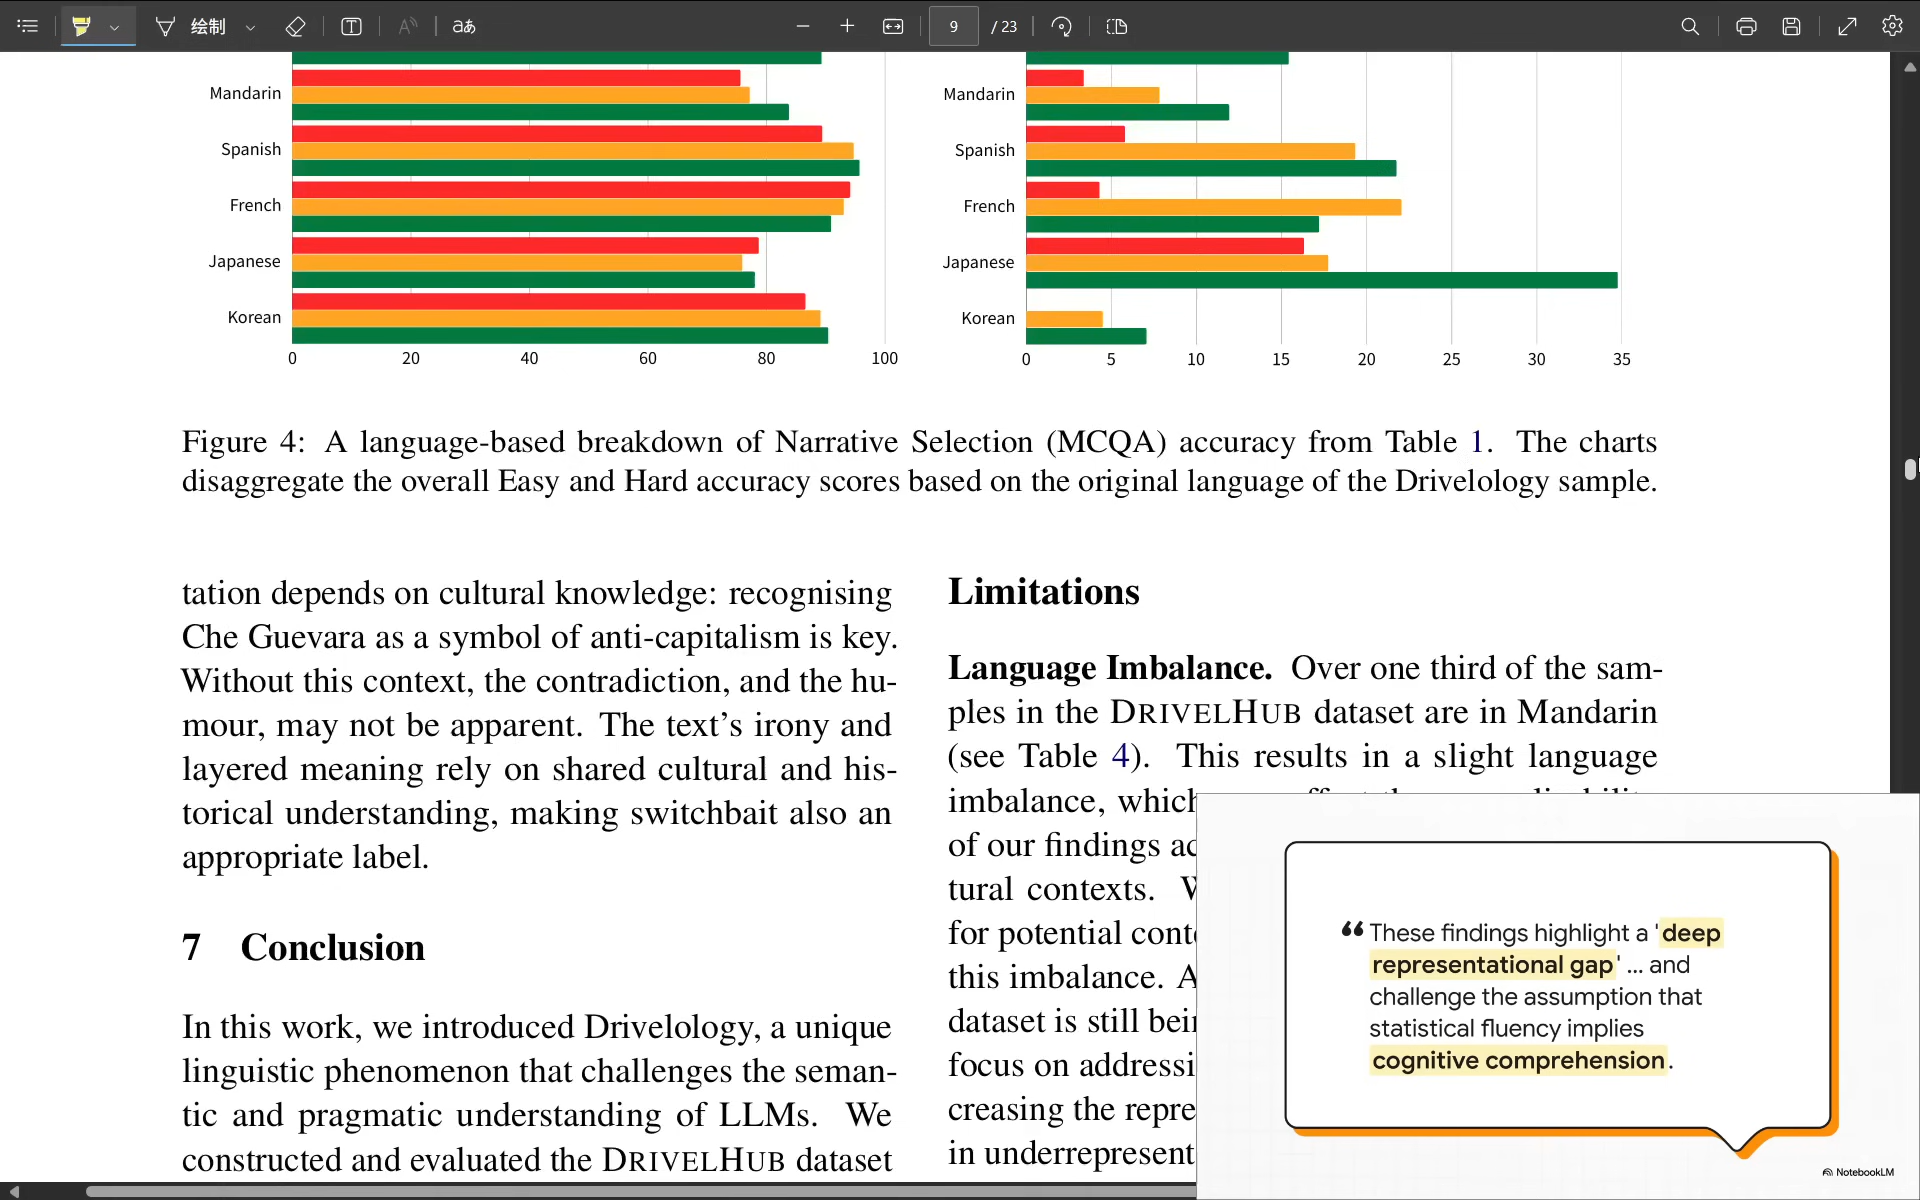 绘制
aあ
9
/ 23
Mandarin
Spanish
French
Japanese
Korean
0 20 40 60 80 100
Mandarin
Spanish
French
Japanese
Korean
0 5 10 15 20 25 30 35
Figure 4: A language-based breakdown of Narrative Selection (MCQA) accuracy from Table 1. The charts
disaggregate the overall Easy and Hard accuracy scores based on the original language of the Drivelology sample.
tation depends on cultural knowledge: recognising
Che Guevara as a symbol of anti-capitalism is key.
Without this context, the contradiction, and the hu-
mour, may not be apparent. The text's irony and
layered meaning rely on shared cultural and his-
torical understanding, making switchbait also an
appropriate label.
7 Conclusion
In this work, we introduced Drivelology, a unique
linguistic phenomenon that challenges the seman-
tic and pragmatic understanding of LLMs. We
constructed and evaluated the DRIVELHUB dataset
Limitations
Language Imbalance. Over one third of the sam-
ples in the DRIVELHUB dataset are in Mandarin
(see Table 4). This results in a slight language
imbalance, which
of our findings
tural contexts.
for potential
this imbalance.
dataset is still
focus on
creasing the
in
“ These findings highlight a 'deep
representational gap' ... and
challenge the assumption that
statistical fluency implies
cognitive comprehension.
NotebookLM